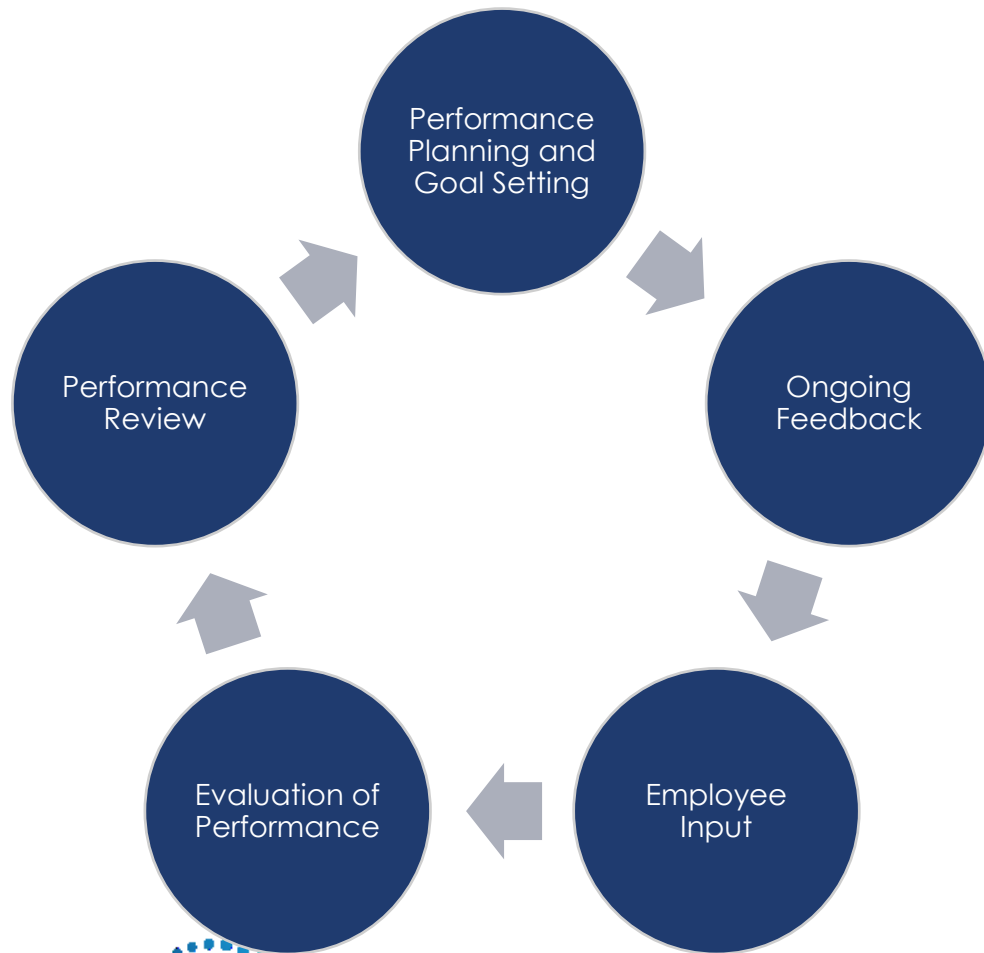 Performance
Planning and
Goal Setting
Ongoing
Feedback
Employee
Input
Evaluation of
Performance
Performance
Review